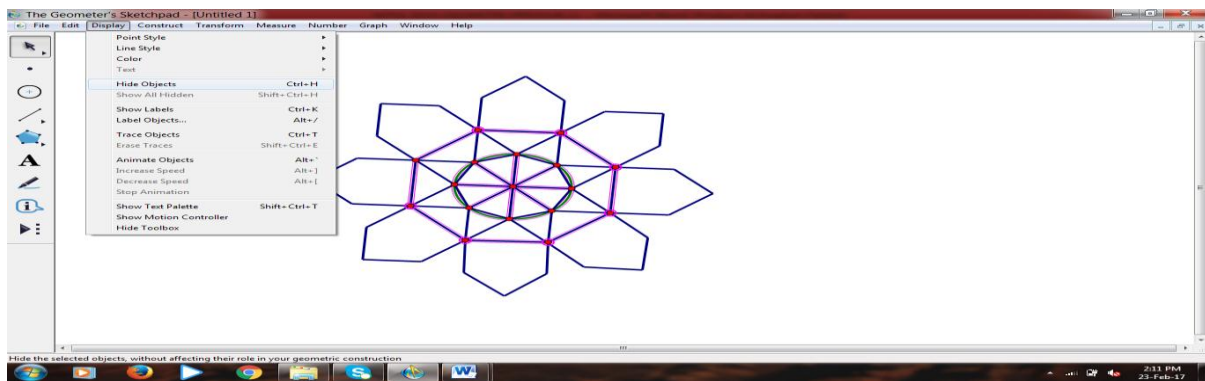 The Geometer's Sketchpad - [Untitled 1]
File Edit Display Construct Transform Measure Number Graph Window Help
Point Style
Line Style
Color
Text
Hide Objects Ctrl+H
Show All Hidden Shift+Ctrl+H
Show Labels Ctrl+K
Label Objects... Alt+/
Trace Objects Ctrl+T
Erase Traces Shift+Ctrl+E
Animate Objects Alt+`
Increase Speed Alt+]
Decrease Speed Alt+[
Stop Animation
Show Text Palette Shift+Ctrl+T
Show Motion Controller
Hide Toolbox
A
Hide the selected objects, without affecting their role in your geometric construction
S
W
2:11 PM
23-Feb-17